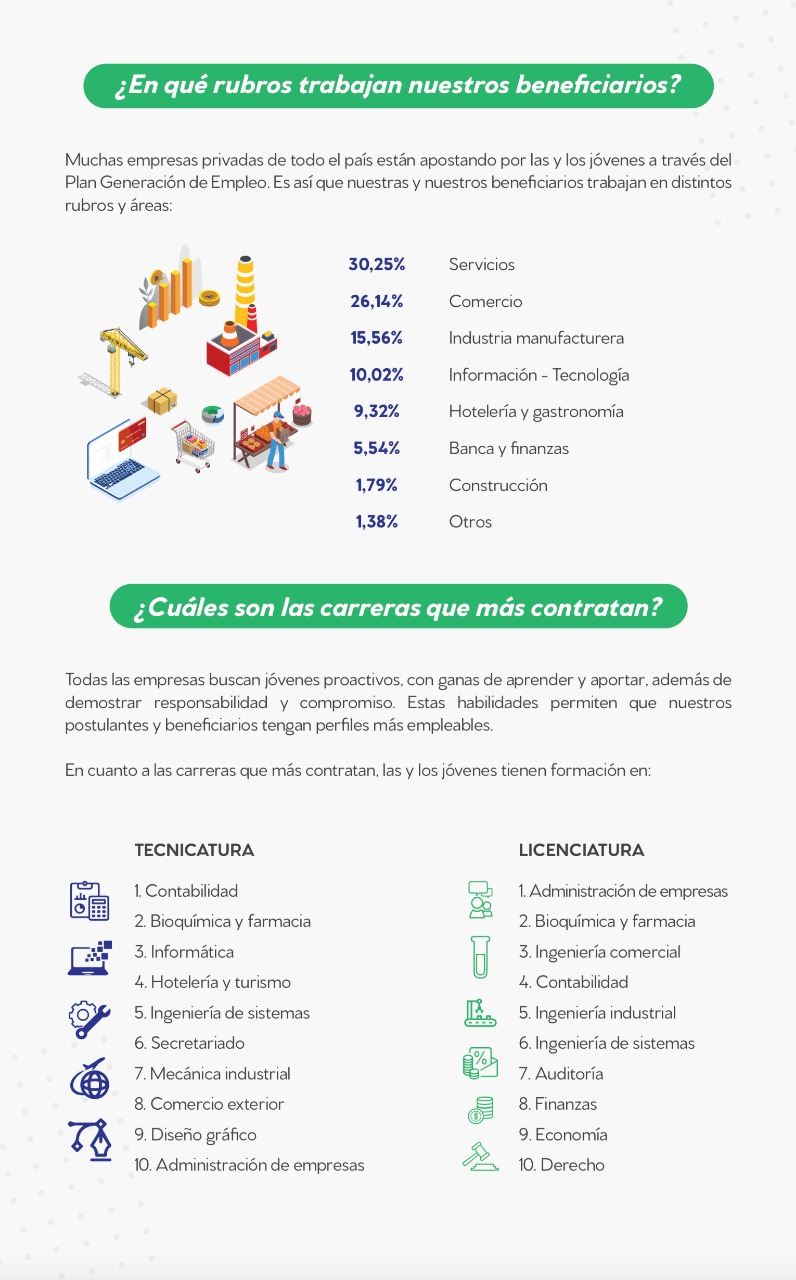 ¿En qué rubros trabajan nuestros beneficiarios?
Muchas empresas privadas de todo el país están apostando por las y los jóvenes a través del
Plan Generación de Empleo. Es así que nuestras y nuestros beneficiarios trabajan en distintos
rubros y áreas:
30,25% Servicios
26,14% Comercio
15,56% Industria manufacturera
10,02% Información - Tecnología
9,32% Hotelería y gastronomía
5,54% Banca y finanzas
1,79% Construcción
1,38% Otros
¿Cuáles son las carreras que más contratan?
Todas las empresas buscan jóvenes proactivos, con ganas de aprender y aportar, además de
demostrar responsabilidad y compromiso. Estas habilidades permiten que nuestros
postulantes y beneficiarios tengan perfiles más empleables.
En cuanto a las carreras que más contratan, las y los jóvenes tienen formación en:
TECNICATURA
1. Contabilidad
2. Bioquímica y farmacia
3. Informática
4. Hotelería y turismo
5. Ingeniería de sistemas
6. Secretariado
7. Mecánica industrial
8. Comercio exterior
9. Diseño gráfico
10. Administración de empresas
LICENCIATURA
1. Administración de empresas
2. Bioquímica y farmacia
3. Ingeniería comercial
4. Contabilidad
5. Ingeniería industrial
6. Ingeniería de sistemas
7. Auditoría
8. Finanzas
9. Economía
10. Derecho
%
$